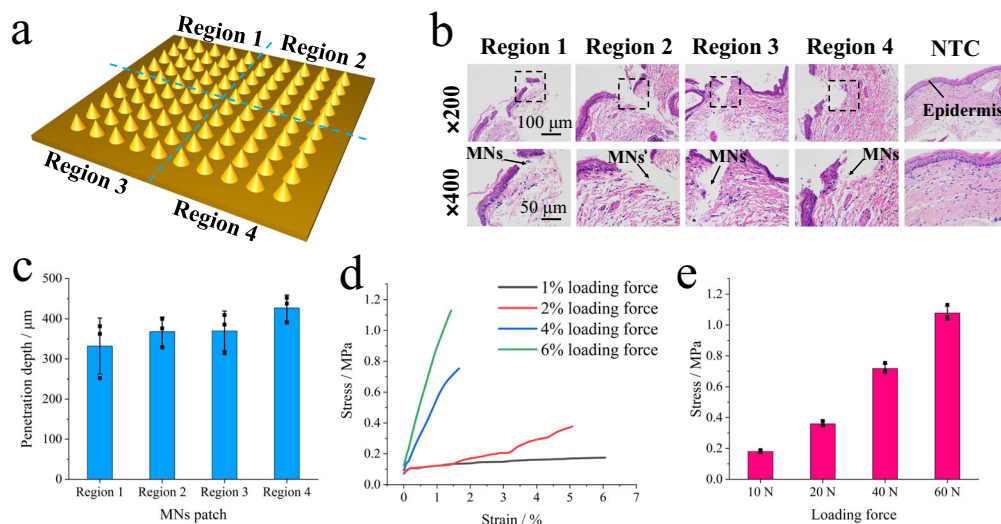 a
Region 1
Region 2
Region 3
Region 4
b
Region 1 Region 2 Region 3 Region 4 NTC
×200
100 μm
Epidermis
×400
MNs MNs MNs MNs
50 μm
c
Penetration depth / μm
500
400
300
200
100
0
Region 1 Region 2 Region 3 Region 4
MNs patch
d
Stress / MPa
1.2
1.0
0.8
0.6
0.4
0.2
0.0
1% loading force
2% loading force
4% loading force
6% loading force
0 1 2 3 4 5 6 7
Strain / %
e
Stress / MPa
1.2
1.0
0.8
0.6
0.4
0.2
0.0
10 N 20 N 40 N 60 N
Loading force